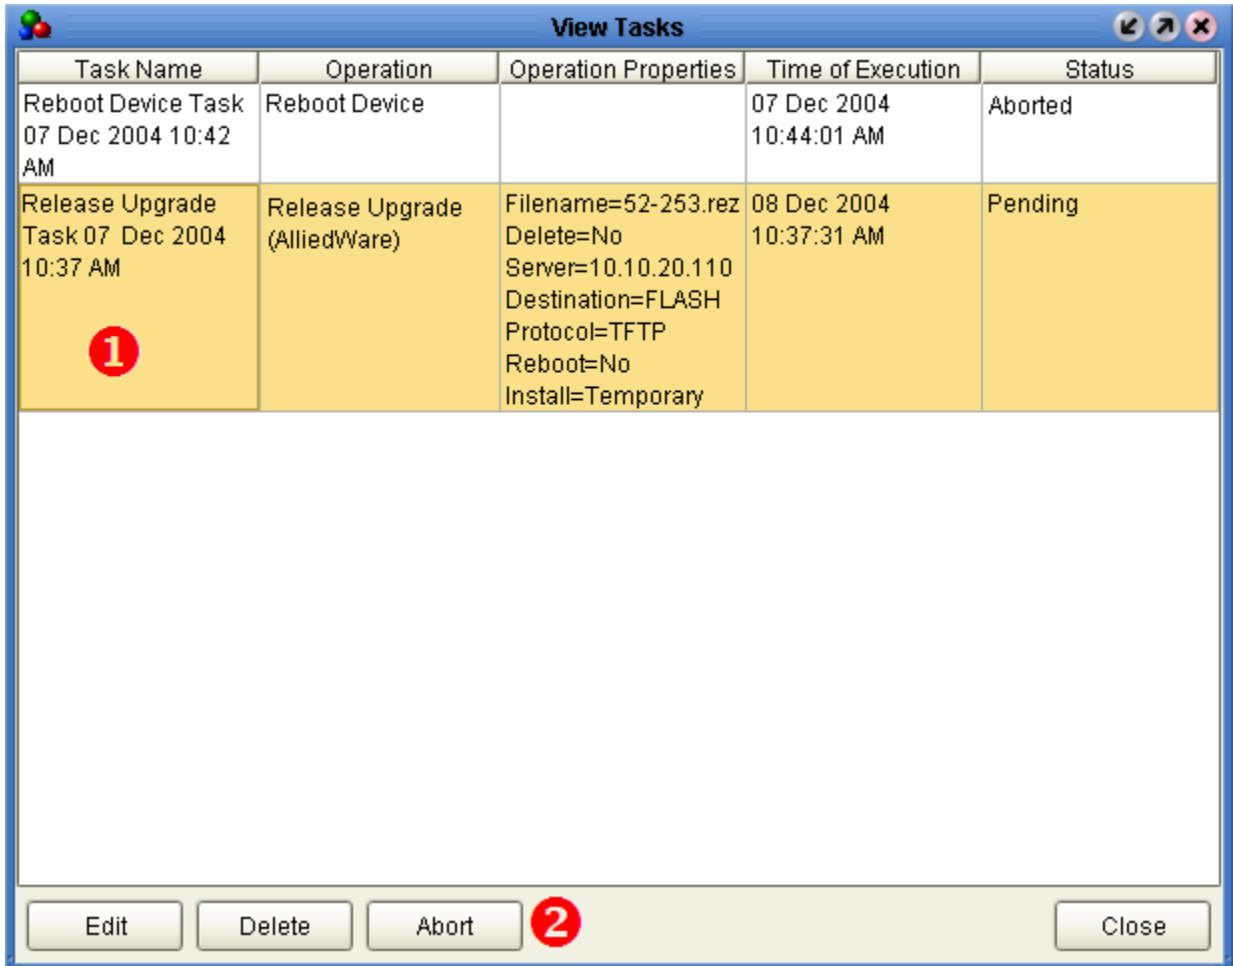 View Tasks
Task Name Operation Operation Properties Time of Execution Status
Reboot Device Task
07 Dec 2004 10:42
AM
Reboot Device
07 Dec 2004
10:44:01 AM
Aborted
Release Upgrade
Task 07 Dec 2004
10:37 AM
Release Upgrade
(AlliedWare)
Filename=52-253.rez
Delete=No
Server=10.10.20.110
Destination=FLASH
Protocol=TFTP
Reboot=No
Install=Temporary
08 Dec 2004
10:37:31 AM
Pending
1
Edit Delete Abort 2 Close